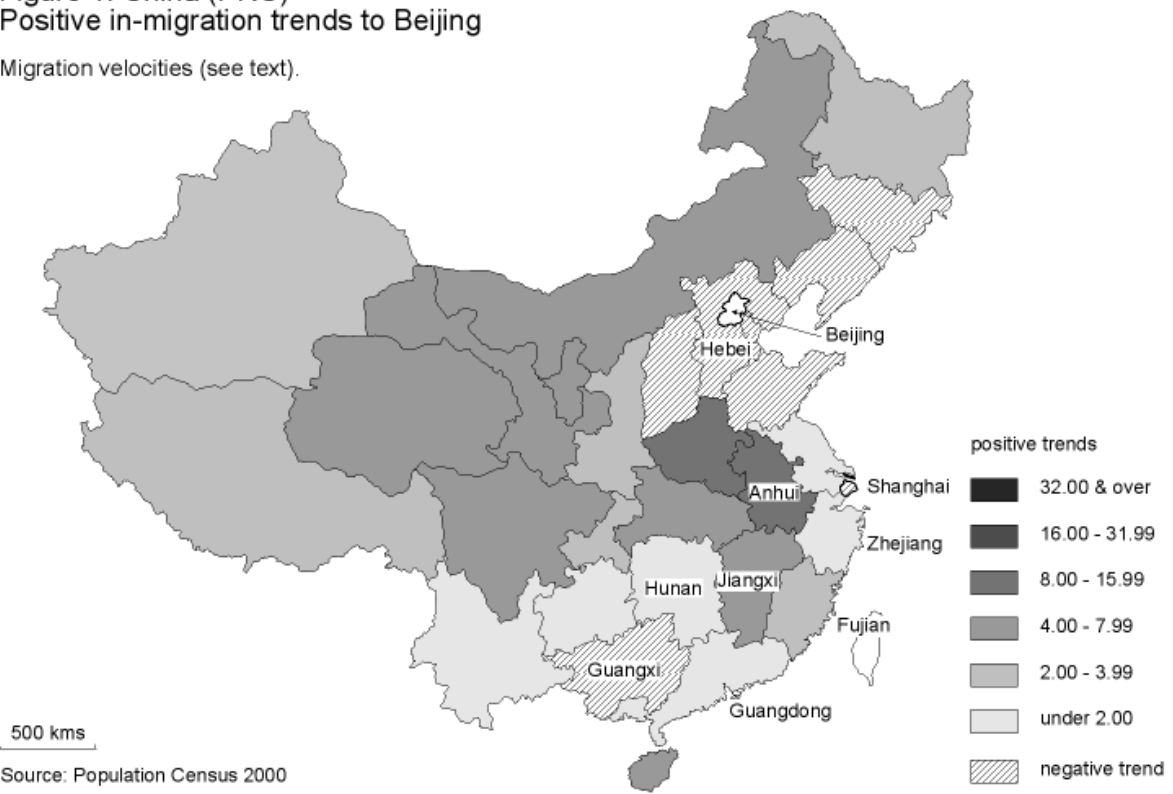 Positive in-migration trends to Beijing
Migration velocities (see text).
Beijing
Hebei
positive trends
32.00 & over
Anhui
Shanghai
16.00 - 31.99
Zhejiang
8.00 - 15.99
Hunan
Jiangxi
Fujian
4.00 - 7.99
Guangxi
2.00 - 3.99
Guangdong
under 2.00
500 kms
negative trend
Source: Population Census 2000